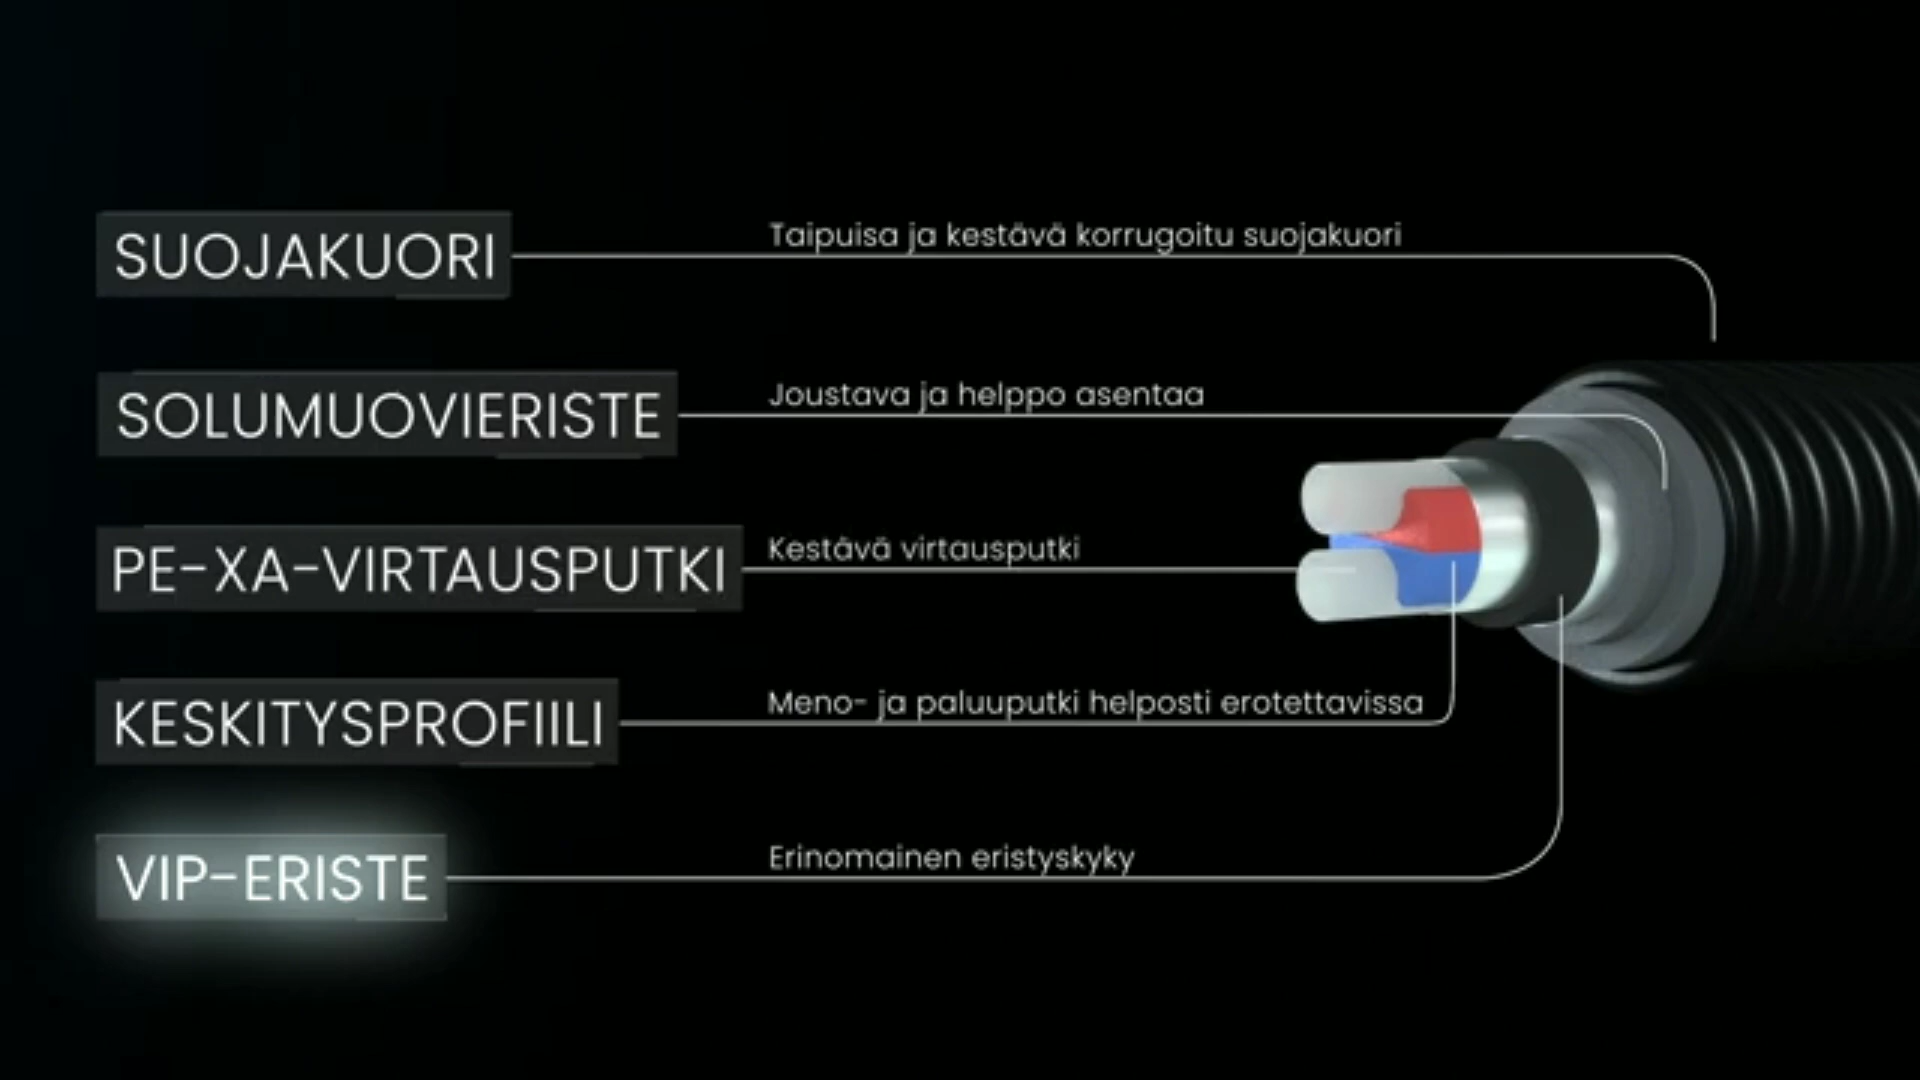 SUOJAKUORI
Taipuisa ja kestävä korrugoitu suojakuori
SOLUMUOVIERISTE
Joustava ja helppo asentaa
PE-XA-VIRTAUSPUTKI
Kestävä virtausputki
KESKITYSPROFIILI
Meno- ja paluuputki helposti erotettavissa
VIP-ERISTE
Erinomainen eristyskyky